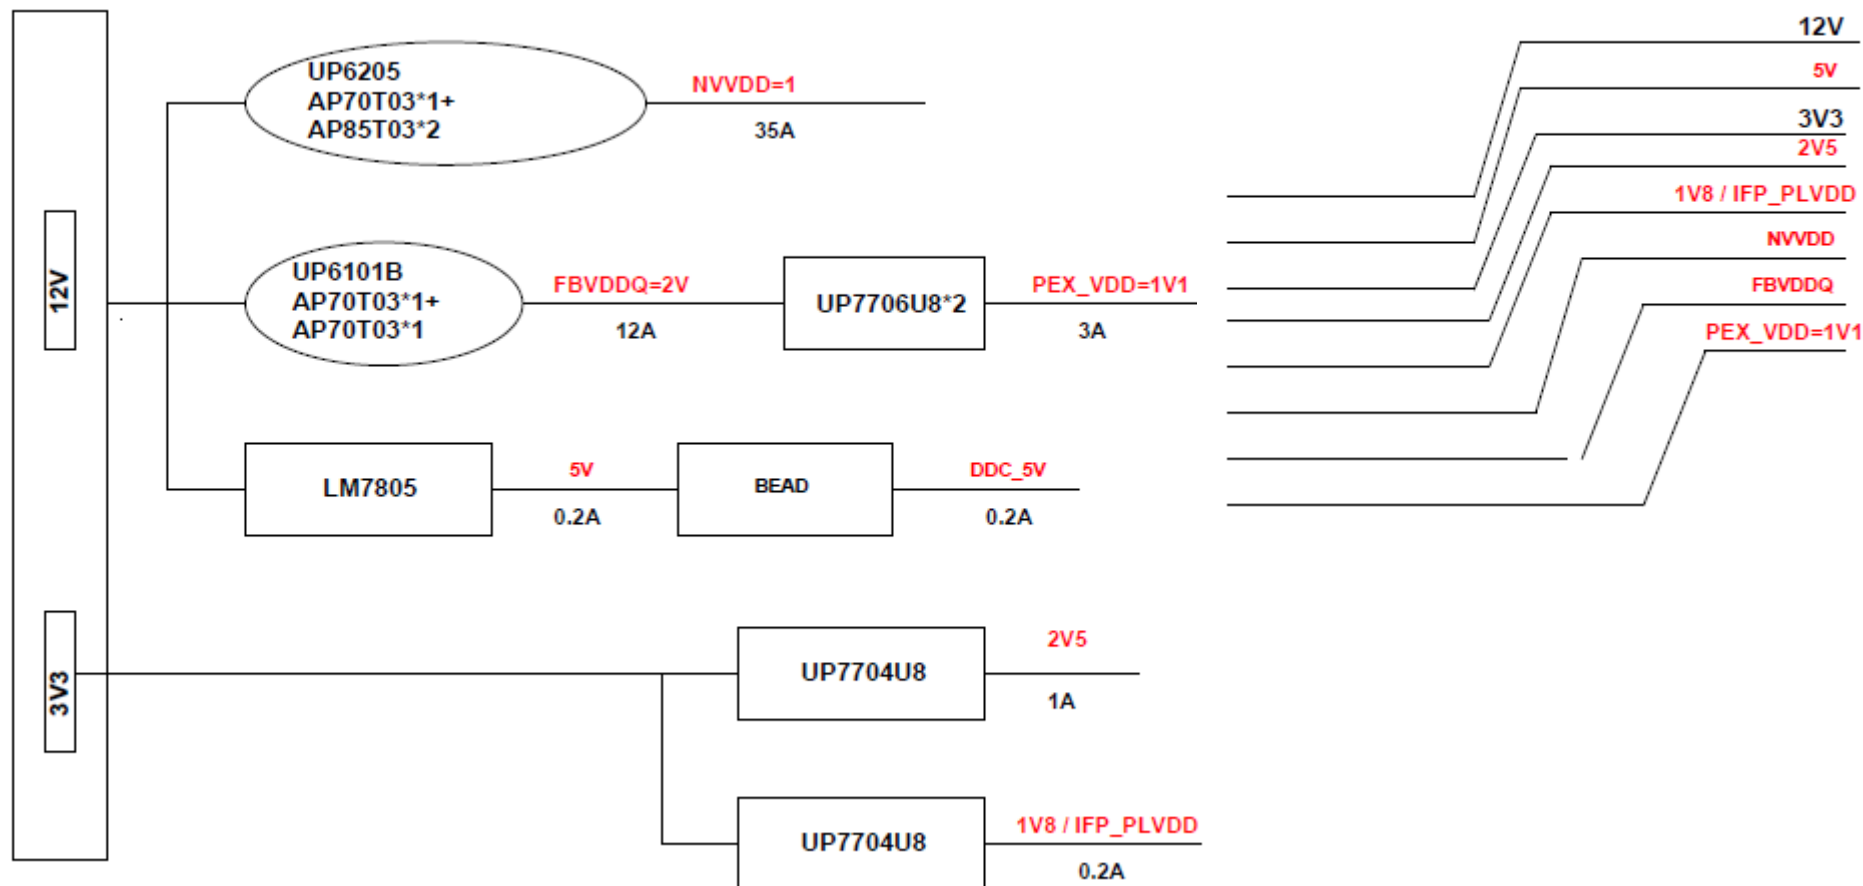 12V
UP6205
AP70T03*1+
AP85T03*2
NVVDD=1
35A
UP6101B
AP70T03*1+
AP70T03*1
FBVDDQ=2V
12A
UP7706U8*2
PEX_VDD=1V1
3A
LM7805
5V
0.2A
BEAD
DDC_5V
0.2A
3V3
UP7704U8
2V5
1A
UP7704U8
1V8 / IFP_PLVDD
0.2A
12V
5V
3V3
2V5
1V8 / IFP_PLVDD
NVVDD
FBVDDQ
PEX_VDD=1V1